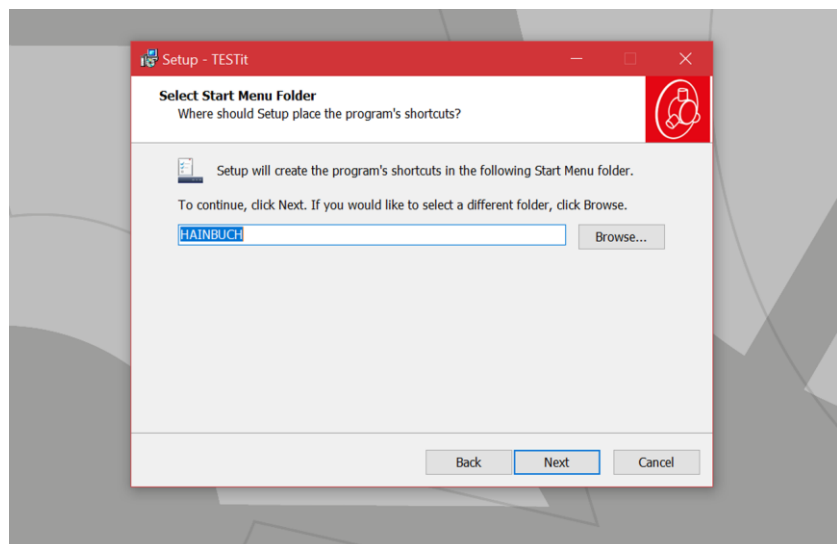 Setup - TESTit
Select Start Menu Folder
Where should Setup place the program's shortcuts?
Setup will create the program's shortcuts in the following Start Menu folder.
To continue, click Next. If you would like to select a different folder, click Browse.
HAINBUCH
Browse...
Back
Next
Cancel